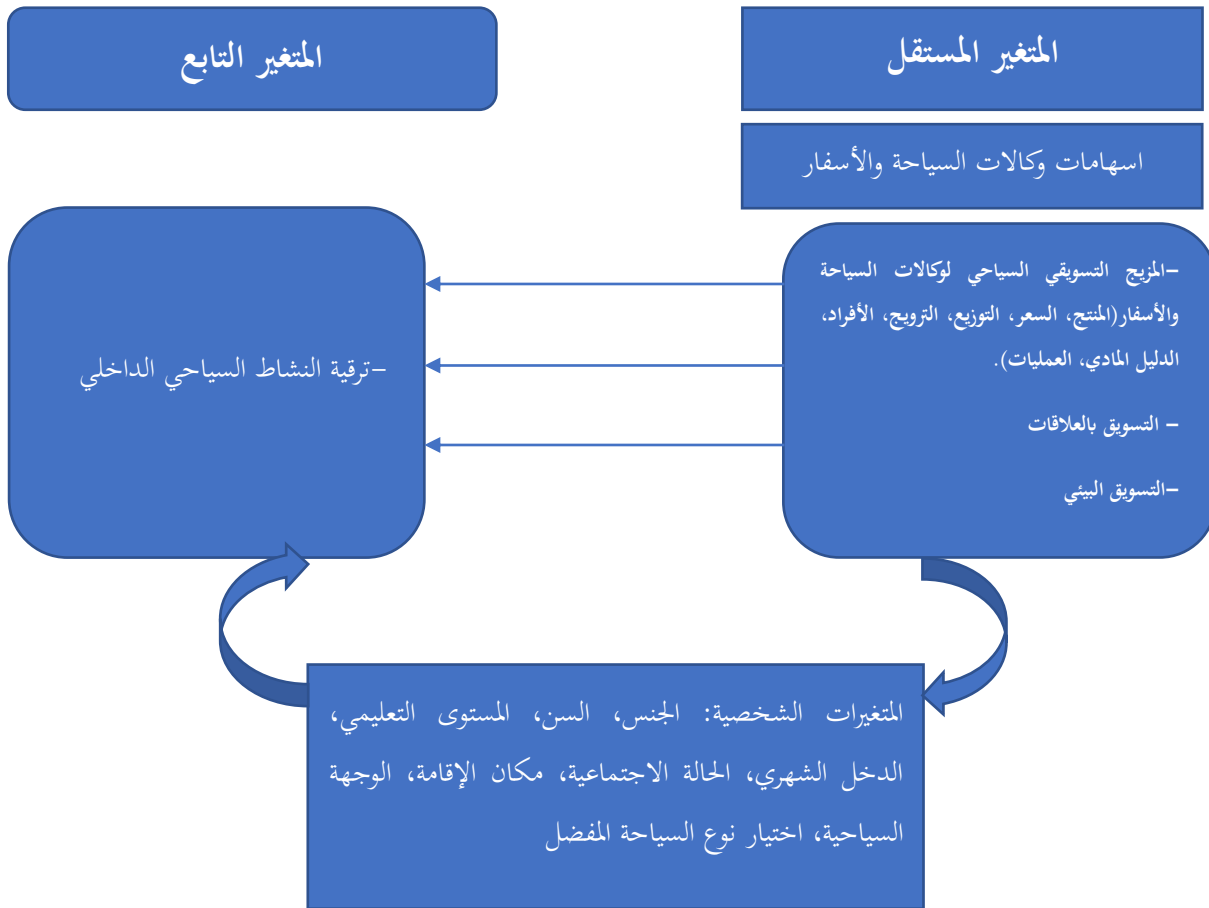 المتغير المستقل
المتغير التابع
اسهامات وكالات السياحة والأسفار
-المزيج التسويقي السياحي لوكالات السياحة
والأسفار(المنتج، السعر، التوزيع، الترويج، الأفراد،
الدليل المادي، العمليات).
- التسويق بالعلاقات
-التسويق البيئي
-ترقية النشاط السياحي الداخلي
المتغيرات الشخصية: الجنس، السن، المستوى التعليمي،
الدخل الشهري، الحالة الاجتماعية، مكان الإقامة، الوجهة
السياحية، اختيار نوع السياحة المفضل